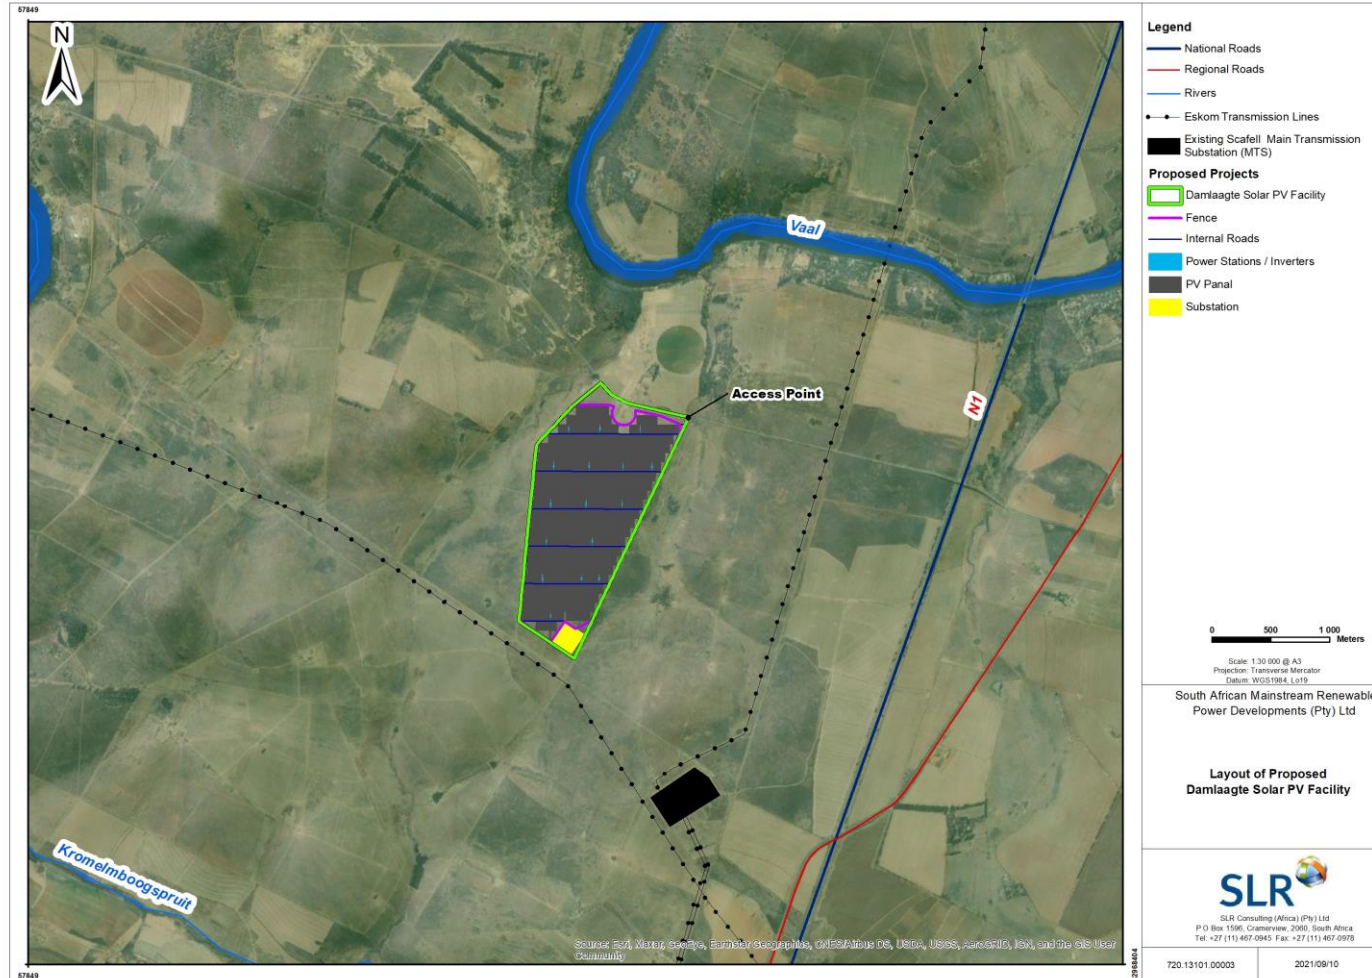 57849
N
Vaal
Access Point
N1
Kromelmboogspruit
Source: Esri, Maxar, GeoEye, Earthstar Geographics, CNES/Airbus DS, USDA, USGS, AeroGRID, IGN, and the GIS User
Community
57849
2968404
Legend
National Roads
Regional Roads
Rivers
Eskom Transmission Lines
Existing Scafell Main Transmission
Substation (MTS)
Proposed Projects
Damlaagte Solar PV Facility
Fence
Internal Roads
Power Stations / Inverters
PV Panal
Substation
0 500 1 000
Meters
Scale: 1:30 000 @ A3
Projection: Transverse Mercator
Datum: WGS1984, Lo19
South African Mainstream Renewable
Power Developments (Pty) Ltd
Layout of Proposed
Damlaagte Solar PV Facility
SLR
SLR Consulting (Africa) (Pty) Ltd
P O Box 1596, Cramerview, 2060, South Africa
Tel: +27 (11) 467-0945 Fax: +27 (11) 467-0978
720.13101.00003
2021/09/10